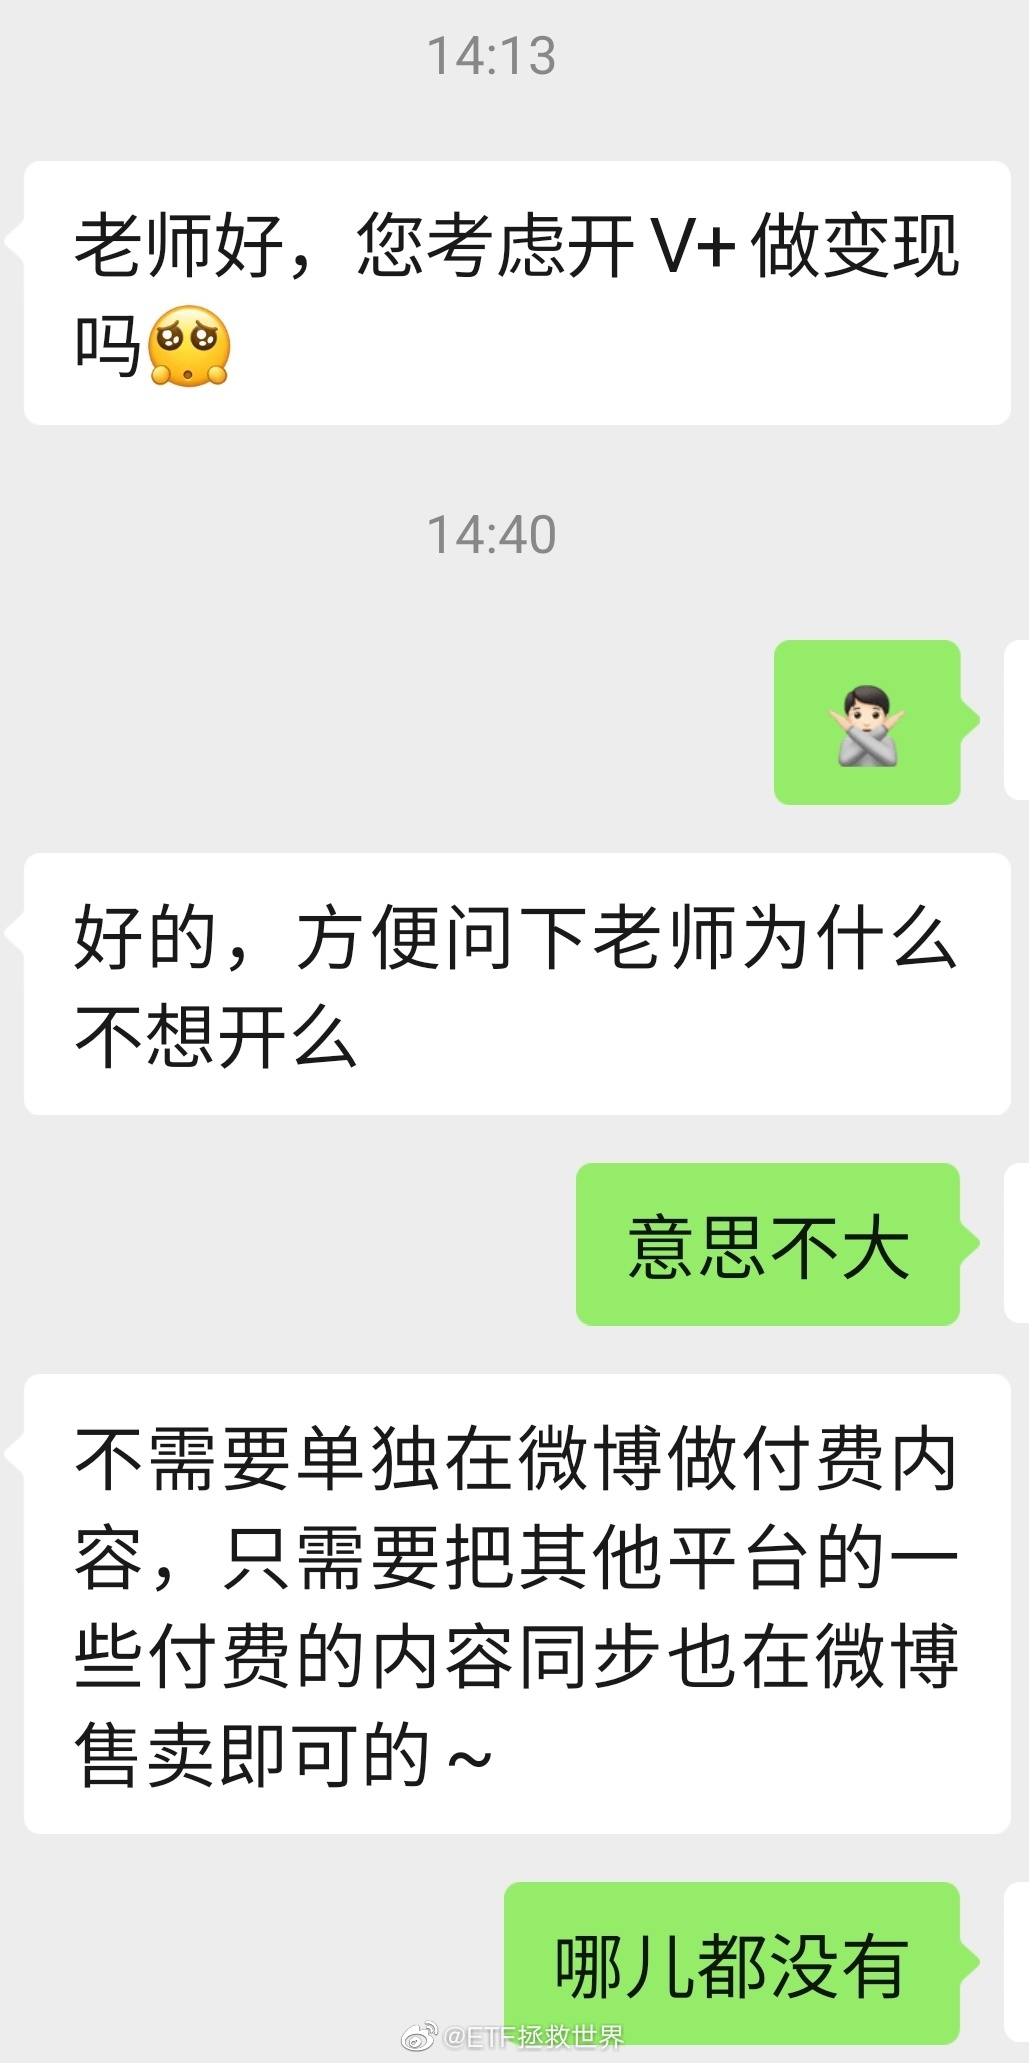 14:13
老师好，您考虑开 V+ 做变现
吗🥺
14:40
🙅🏻‍♂️
好的，方便问下老师为什么
不想开么
意思不大
不需要单独在微博做付费内
容，只需要把其他平台的一
些付费的内容同步也在微博
售卖即可的～
哪儿都没有
@ETF拯救世界